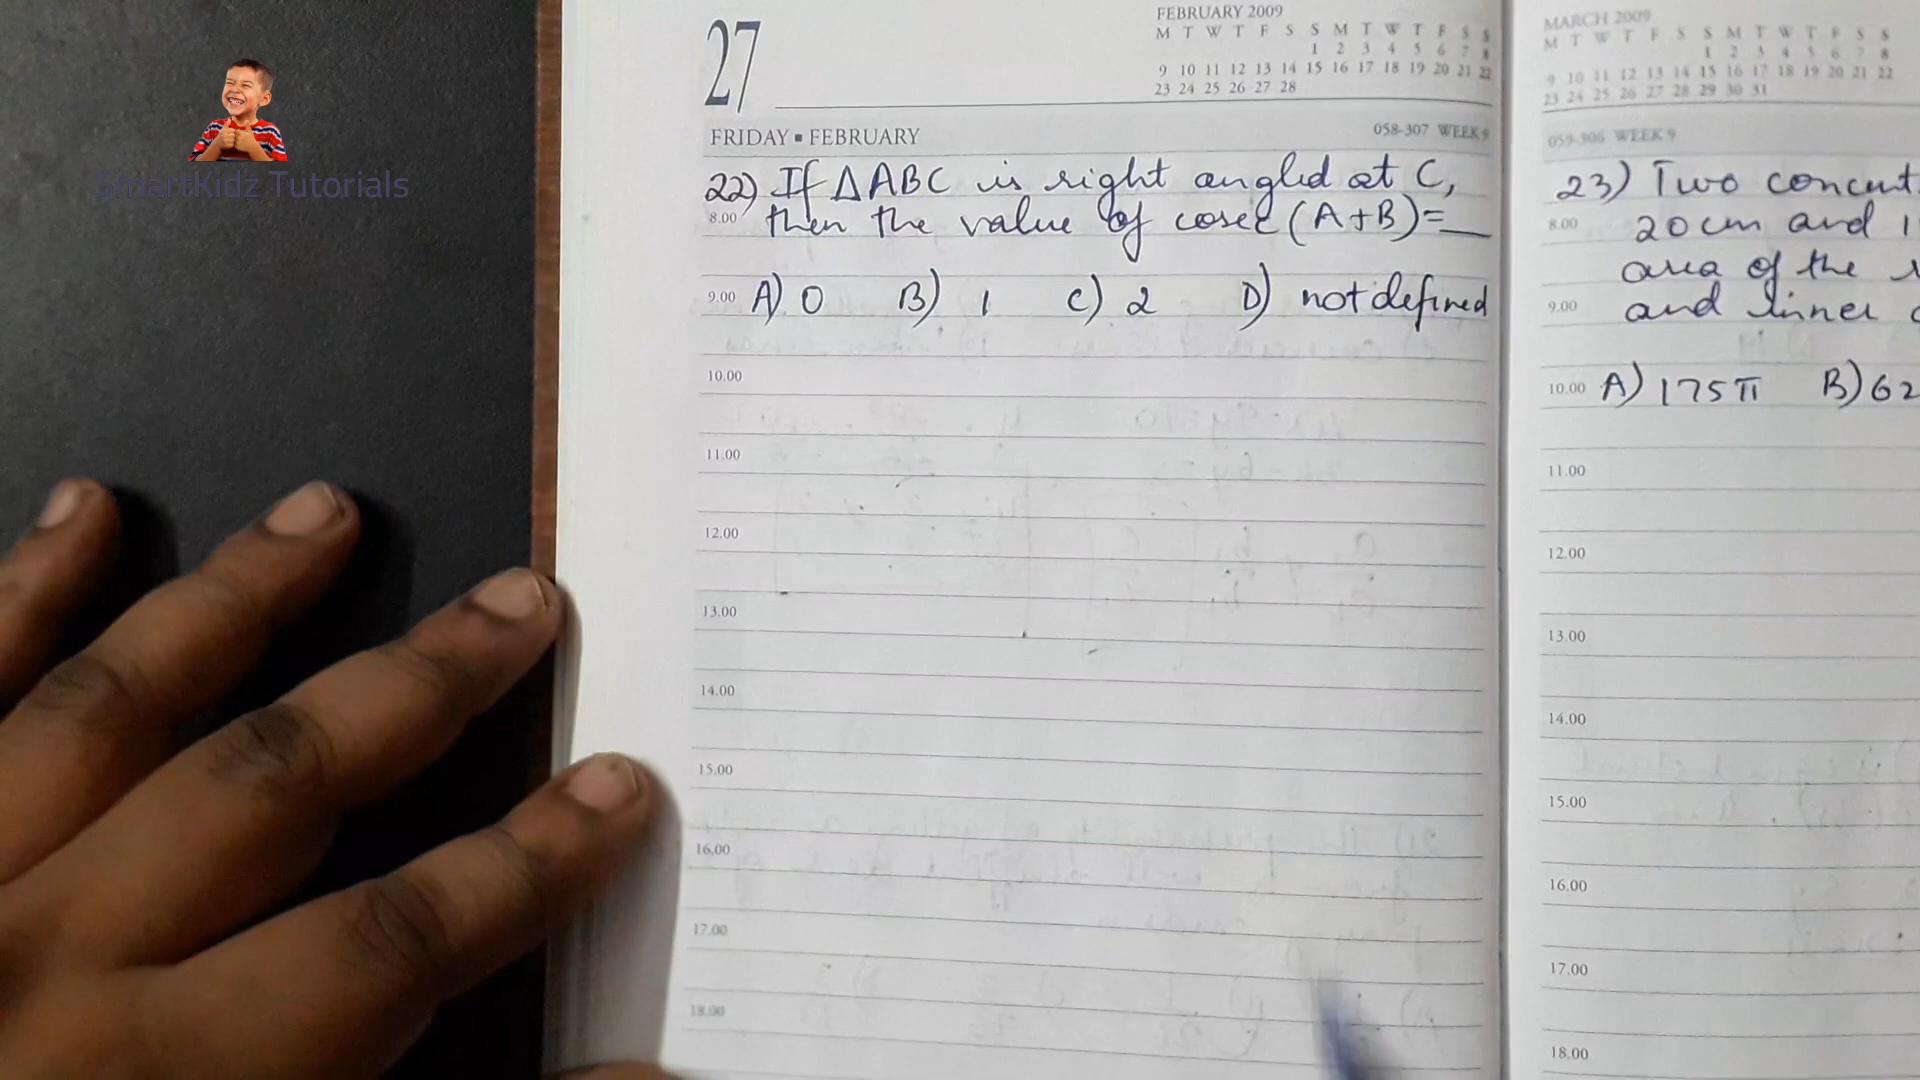 SmartKidz Tutorials
27
FEBRUARY 2009
M T W T F S S M T W T F S S
1 2 3 4 5 6 7 8
9 10 11 12 13 14 15 16 17 18 19 20 21 22
23 24 25 26 27 28
FRIDAY ▪ FEBRUARY
058-307 WEEK 9
22) If △ABC is right angled at C,
8.00 then the value of cosec (A+B)=__
9.00 A) 0 B) 1 C) 2 D) not defined
10.00
11.00
12.00
13.00
14.00
15.00
16.00
17.00
18.00
MARCH 2009
M T W T F S S M T W T F S S
1 2 3 4 5 6 7 8
9 10 11 12 13 14 15 16 17 18 19 20 21 22
23 24 25 26 27 28 29 30 31
059-306 WEEK 9
23) Two concent
8.00 20 cm and 1
area of the
9.00 and inner
10.00 A) 175π B) 62
11.00
12.00
13.00
14.00
15.00
16.00
17.00
18.00